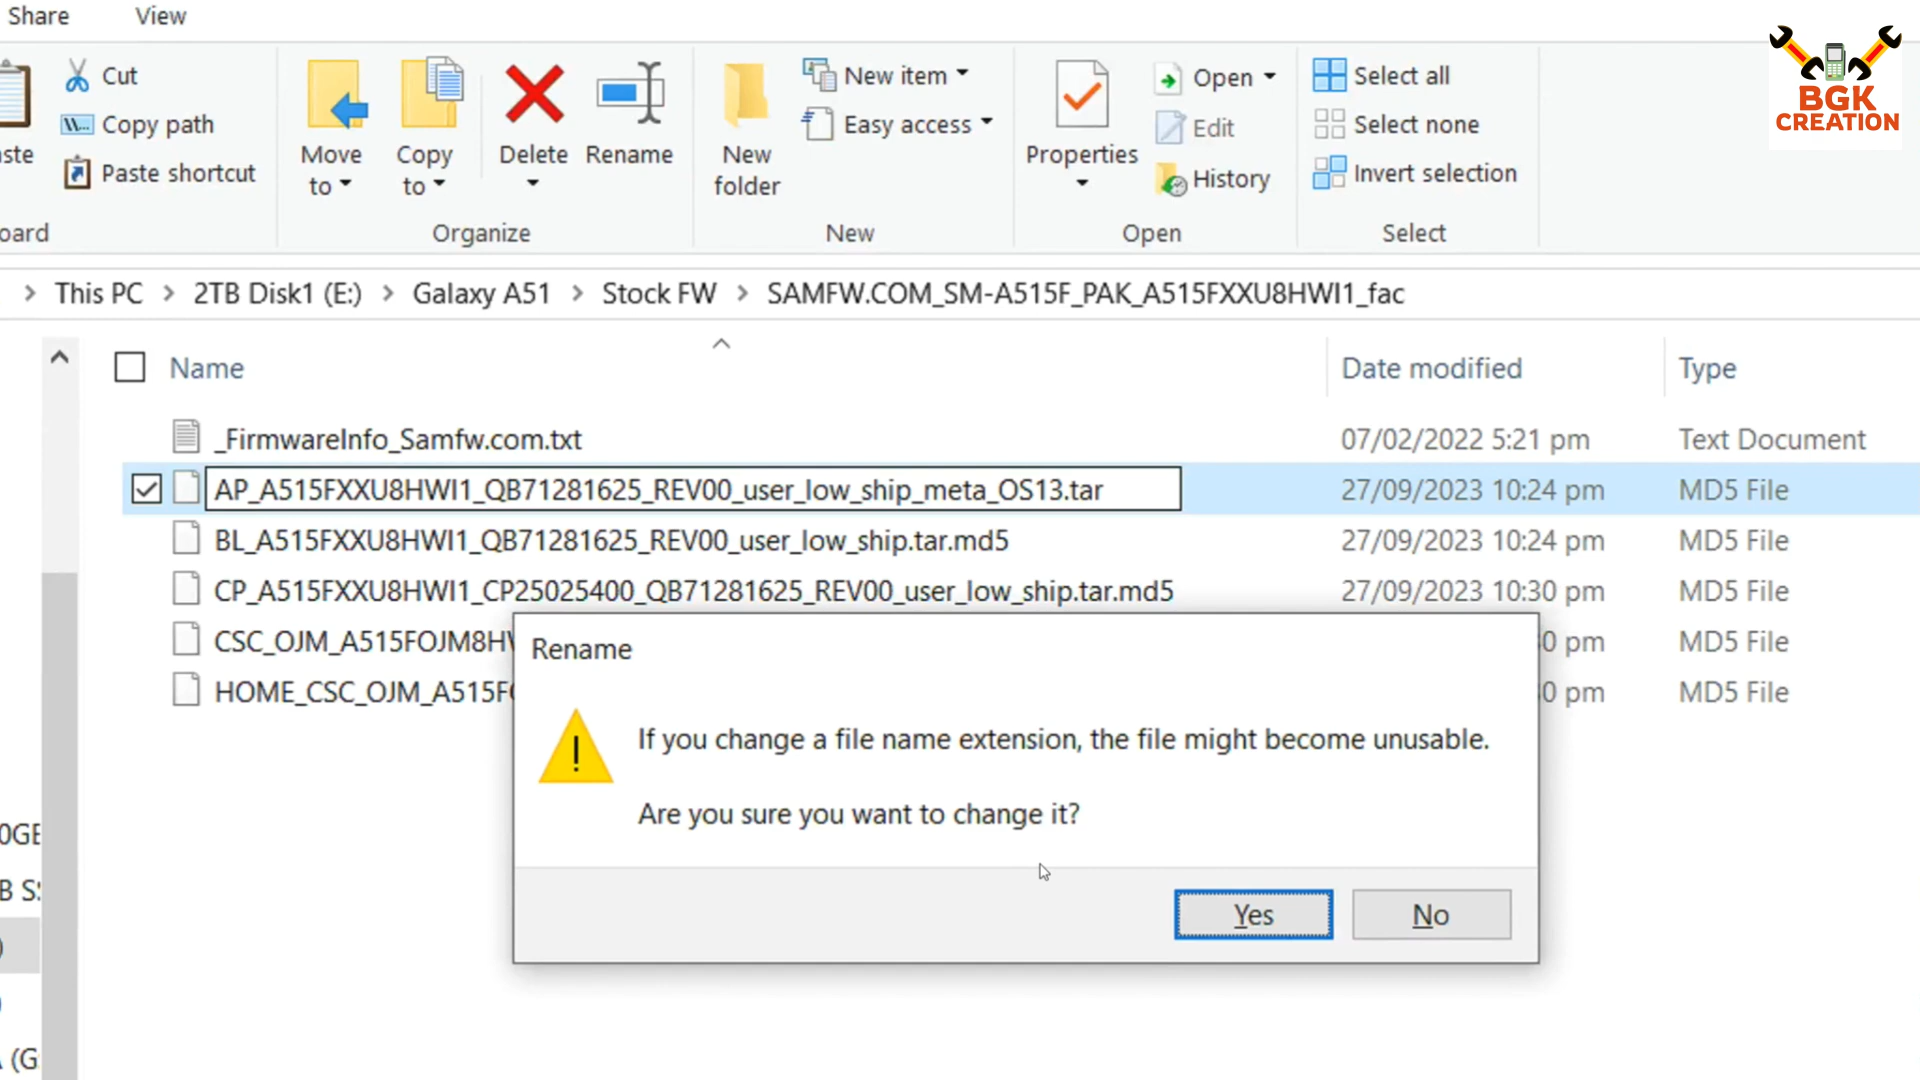 Share View
Cut
Copy path
Paste shortcut
Move to
Copy to
Delete
Rename
New folder
New item
Easy access
Properties
Open
Edit
History
Select all
Select none
Invert selection
Organize New Open Select
BGK
CREATION
This PC > 2TB Disk1 (E:) > Galaxy A51 > Stock FW > SAMFW.COM_SM-A515F_PAK_A515FXXU8HWI1_fac
Name Date modified Type
_FirmwareInfo_Samfw.com.txt 07/02/2022 5:21 pm Text Document
AP_A515FXXU8HWI1_QB71281625_REV00_user_low_ship_meta_OS13.tar 27/09/2023 10:24 pm MD5 File
BL_A515FXXU8HWI1_QB71281625_REV00_user_low_ship.tar.md5 27/09/2023 10:24 pm MD5 File
CP_A515FXXU8HWI1_CP25025400_QB71281625_REV00_user_low_ship.tar.md5 27/09/2023 10:30 pm MD5 File
CSC_OJM_A515FOJM8H 0 pm MD5 File
HOME_CSC_OJM_A515F 0 pm MD5 File
Rename
If you change a file name extension, the file might become unusable.
Are you sure you want to change it?
Yes No